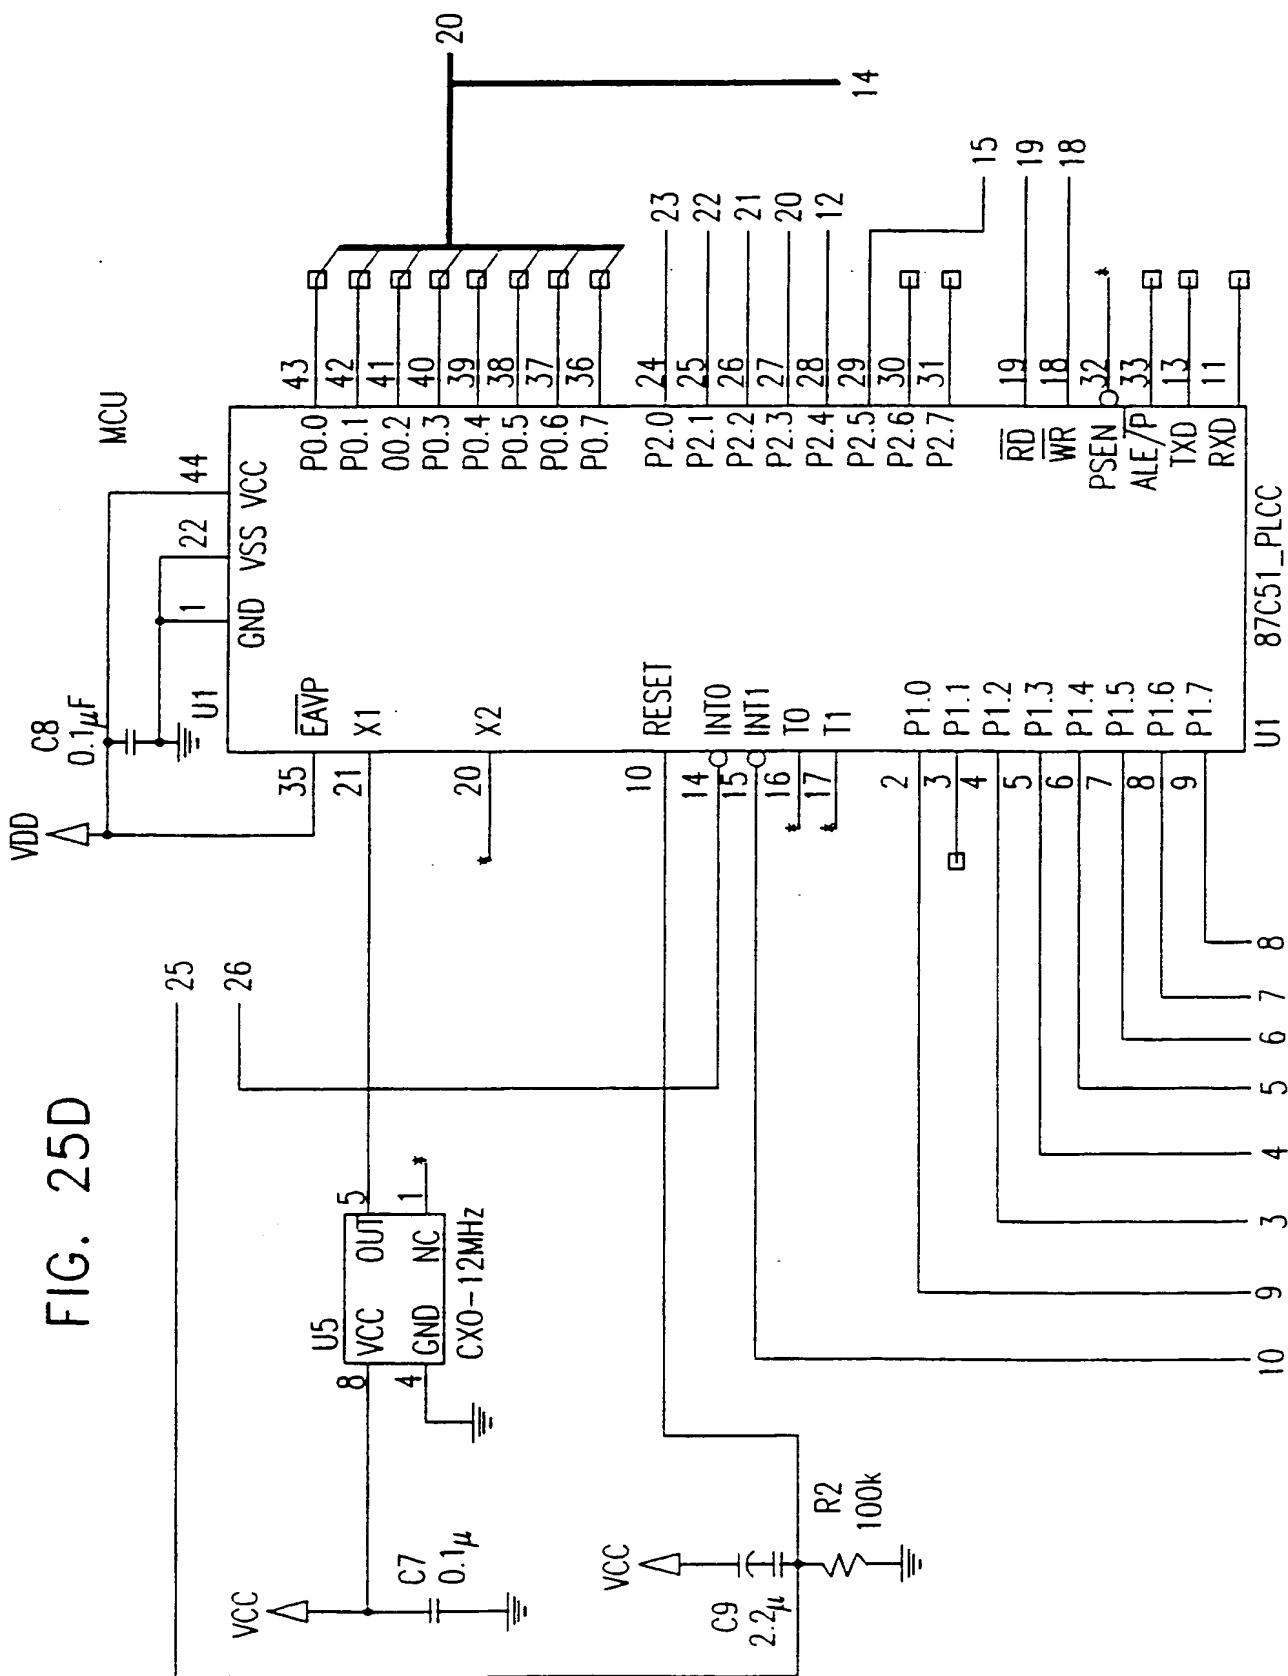 FIG. 25D
25
26
VDD
C8
0.1µF
U1
MCU
1
22
44
GND
VSS
VCC
35
EAVP
21
X1
20
X2
10
RESET
14
INT0
15
INT1
16
T0
17
T1
2
P1.0
3
P1.1
4
P1.2
5
P1.3
6
P1.4
7
P1.5
8
P1.6
9
P1.7
P0.0
43
P0.1
42
O0.2
41
P0.3
40
P0.4
39
P0.5
38
P0.6
37
P0.7
36
20
14
P2.0
24
23
P2.1
25
22
P2.2
26
21
P2.3
27
20
P2.4
28
12
P2.5
29
15
P2.6
30
P2.7
31
RD
19
19
WR
18
18
PSEN
32
ALE/P
33
TXD
13
RXD
11
U1
87C51_PLCC
U5
8
VCC
OUT
5
4
GND
NC
1
CXO-12MHz
VCC
C7
0.1µ
VCC
C9
2.2µ
R2
100k
10
9
3
4
5
6
7
8